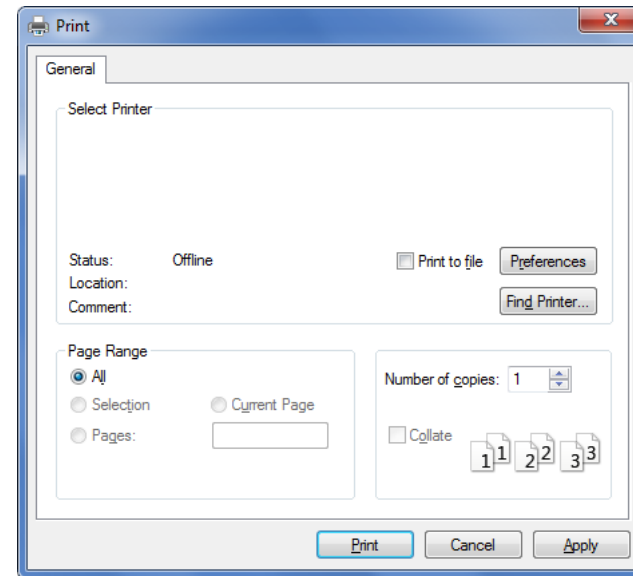 Print
General
Select Printer
Status: Offline
Print to file
Preferences
Location:
Comment:
Find Printer...
Page Range
All
Selection
Current Page
Pages:
Number of copies: 1
Collate
1 1 2 2 3 3
Print
Cancel
Apply